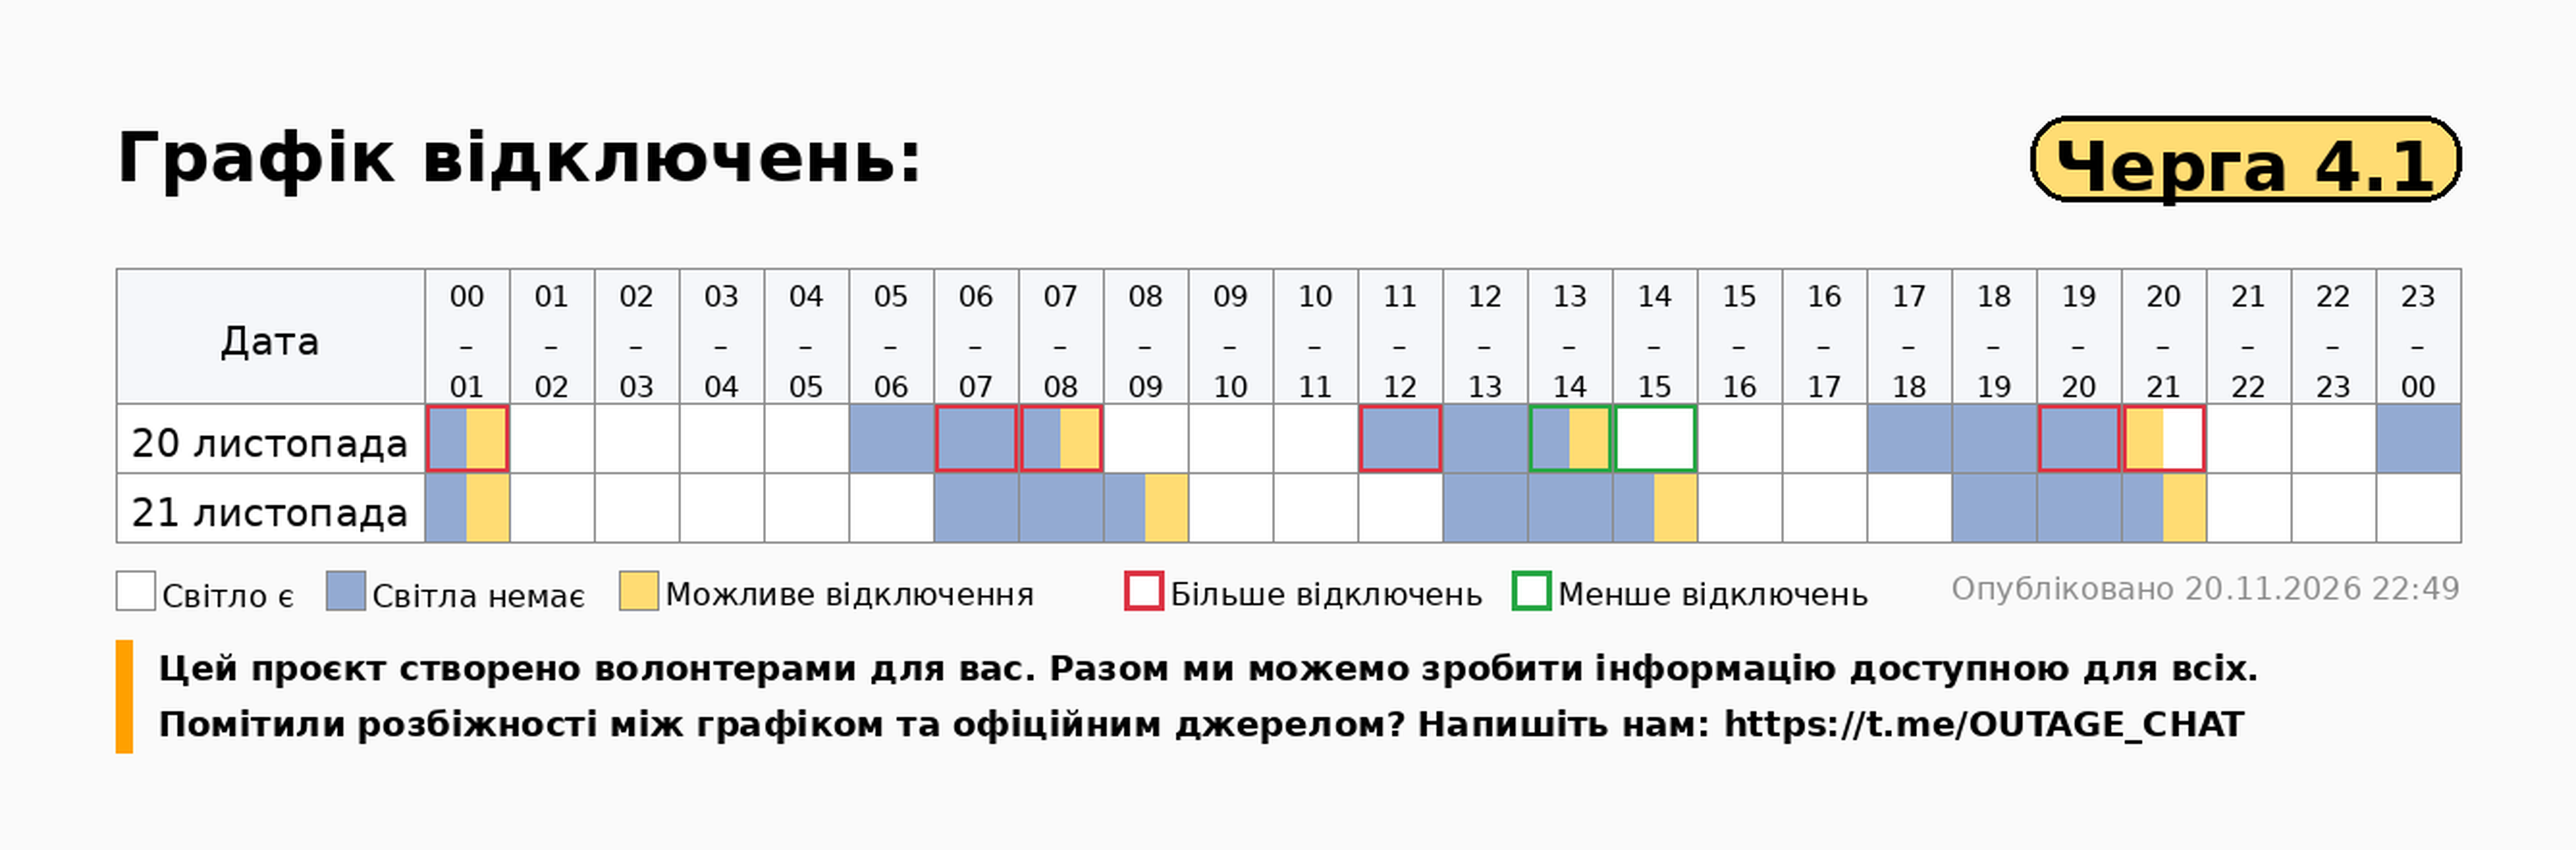 Графік відключень:
Черга 4.1
Дата
00 – 01
01 – 02
02 – 03
03 – 04
04 – 05
05 – 06
06 – 07
07 – 08
08 – 09
09 – 10
10 – 11
11 – 12
12 – 13
13 – 14
14 – 15
15 – 16
16 – 17
17 – 18
18 – 19
19 – 20
20 – 21
21 – 22
22 – 23
23 – 00
20 листопада
21 листопада
Світло є
Світла немає
Можливе відключення
Більше відключень
Менше відключень
Опубліковано 20.11.2026 22:49
Цей проєкт створено волонтерами для вас. Разом ми можемо зробити інформацію доступною для всіх.
Помітили розбіжності між графіком та офіційним джерелом? Напишіть нам: https://t.me/OUTAGE_CHAT